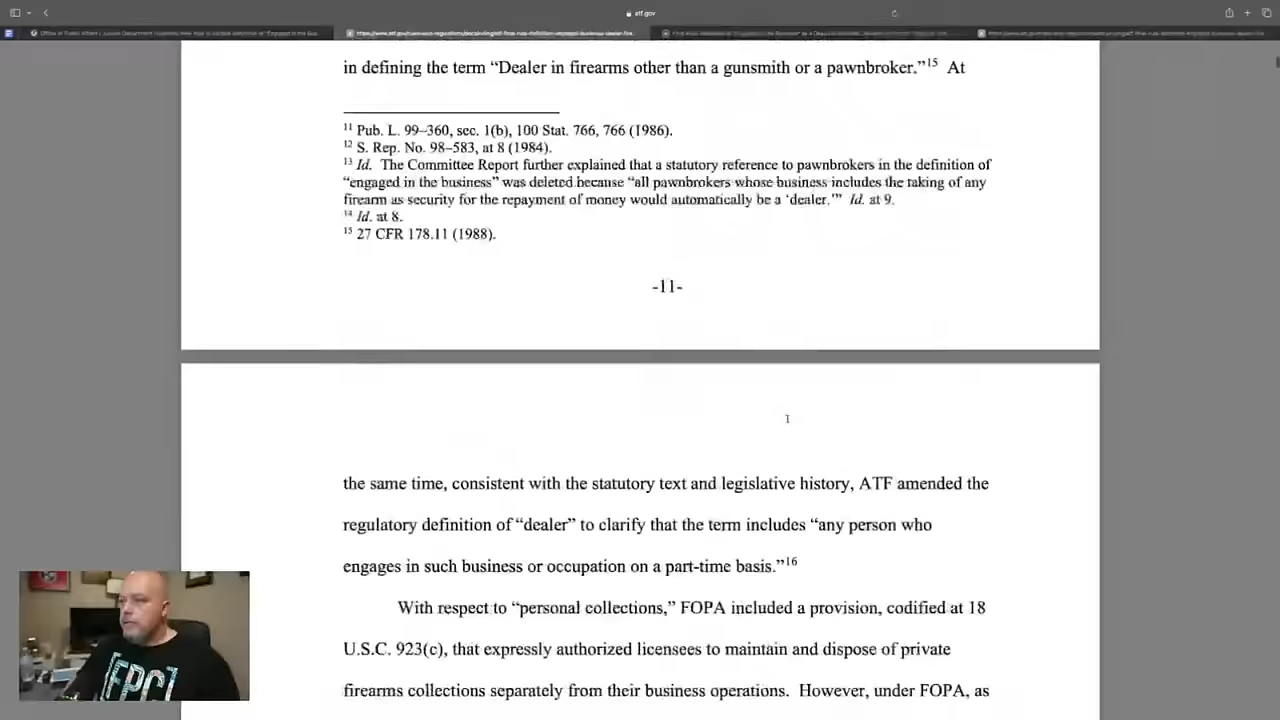 atf.gov
in defining the term “Dealer in firearms other than a gunsmith or a pawnbroker.”15 At
11 Pub. L. 99–360, sec. 1(b), 100 Stat. 766, 766 (1986).
12 S. Rep. No. 98–583, at 8 (1984).
13 Id. The Committee Report further explained that a statutory reference to pawnbrokers in the definition of
“engaged in the business” was deleted because “all pawnbrokers whose business includes the taking of any
firearm as security for the repayment of money would automatically be a ‘dealer.’” Id. at 9.
14 Id. at 8.
15 27 CFR 178.11 (1988).
-11-
the same time, consistent with the statutory text and legislative history, ATF amended the
regulatory definition of “dealer” to clarify that the term includes “any person who
engages in such business or occupation on a part-time basis.”16
With respect to “personal collections,” FOPA included a provision, codified at 18
U.S.C. 923(c), that expressly authorized licensees to maintain and dispose of private
firearms collections separately from their business operations. However, under FOPA, as
[FPC]